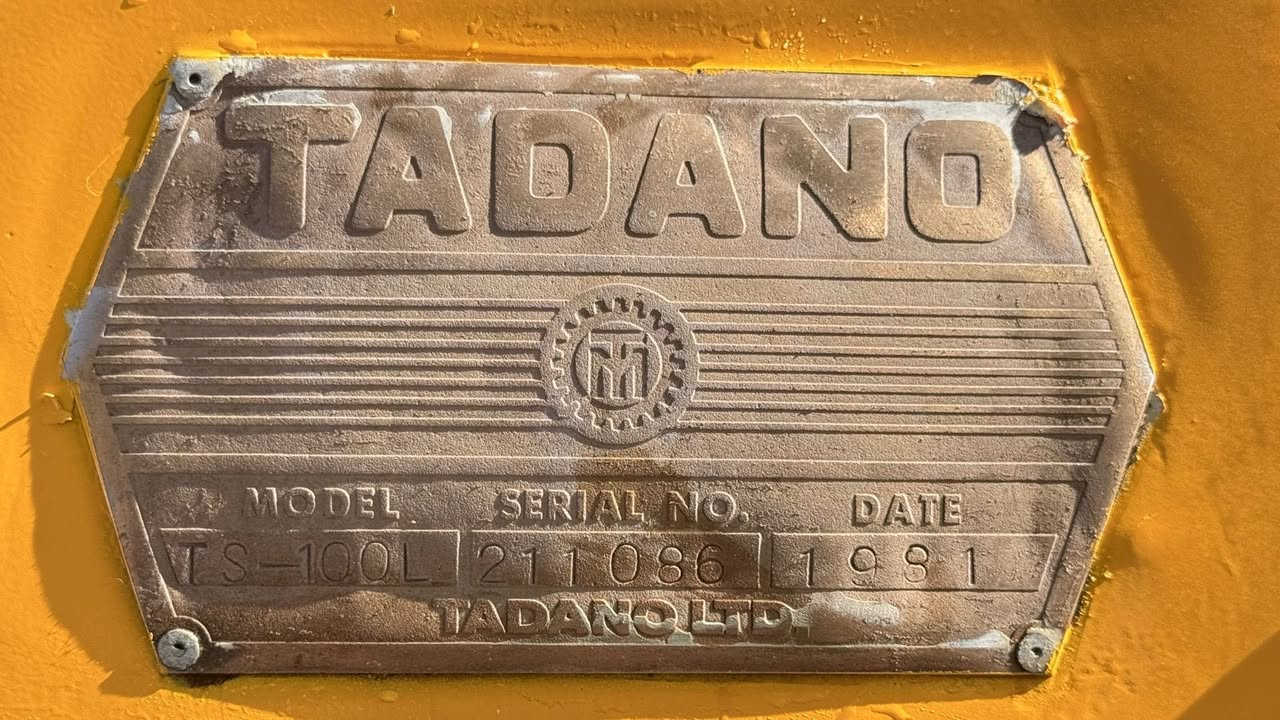 TADANO
MODEL SERIAL NO. DATE
TS-100L 211086 1981
TADANO LTD.